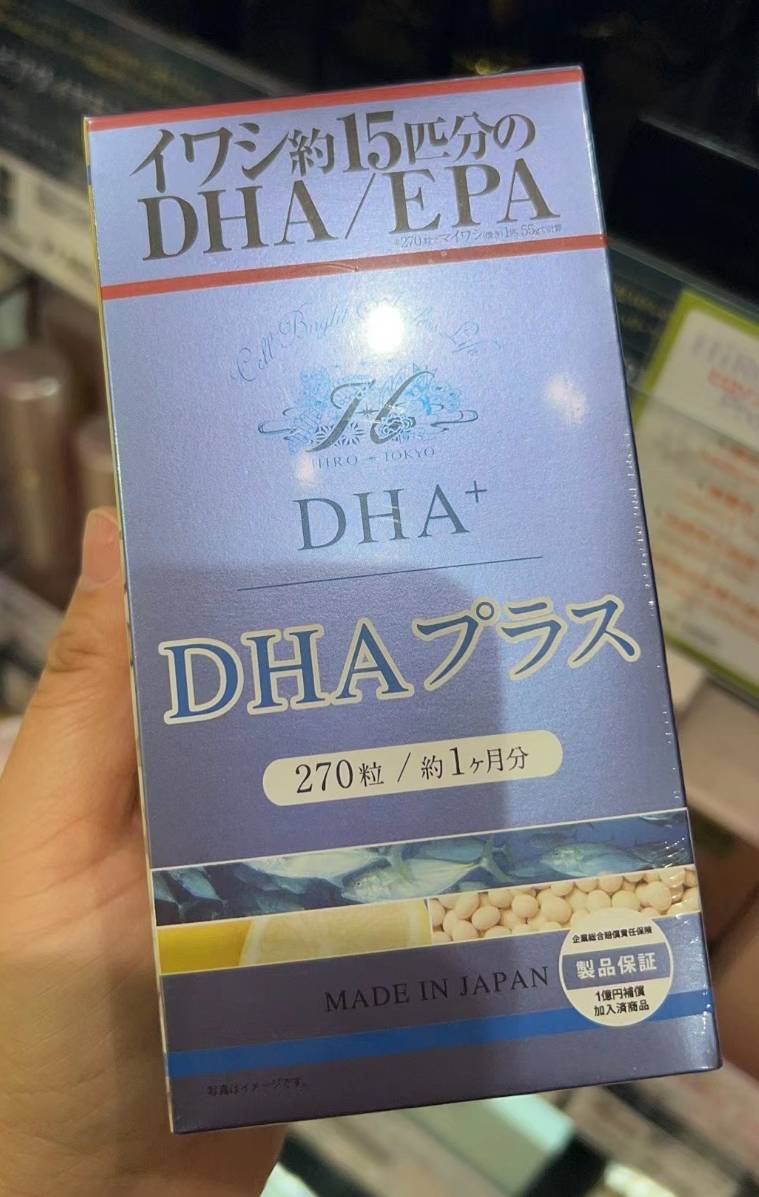 イワシ約15匹分の
DHA/EPA
Cell Bright
HIRO TOKYO
DHA+
DHAプラス
270粒 / 約1ヶ月分
企業総合賠償責任保険
製品保証
1億円補償
加入済商品
MADE IN JAPAN
写真はイメージです。